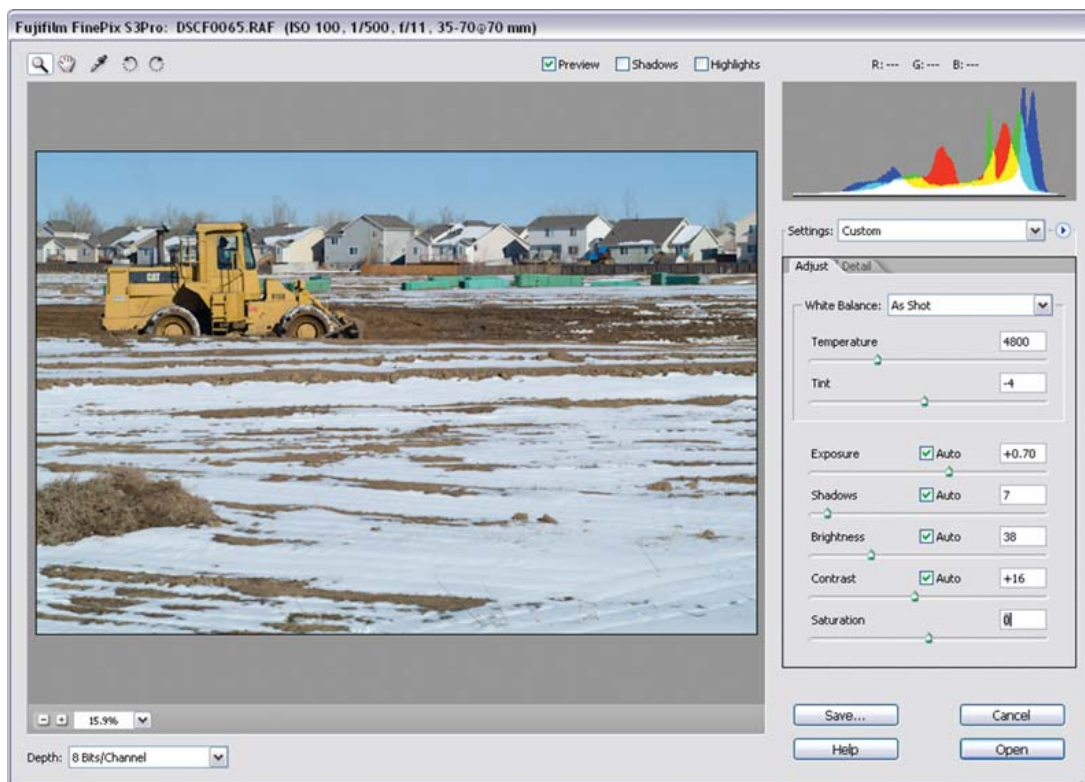 Fujifilm FinePix S3Pro: DSCF0065.RAF (ISO 100, 1/500, f/11, 35-70@70 mm)
Preview Shadows Highlights
R: --- G: --- B: ---
Settings: Custom
Adjust Detail
White Balance: As Shot
Temperature 4800
Tint -4
Exposure Auto +0.70
Shadows Auto 7
Brightness Auto 38
Contrast Auto +16
Saturation 0
CAT
15.9%
Save... Cancel
Depth: 8 Bits/Channel
Help Open